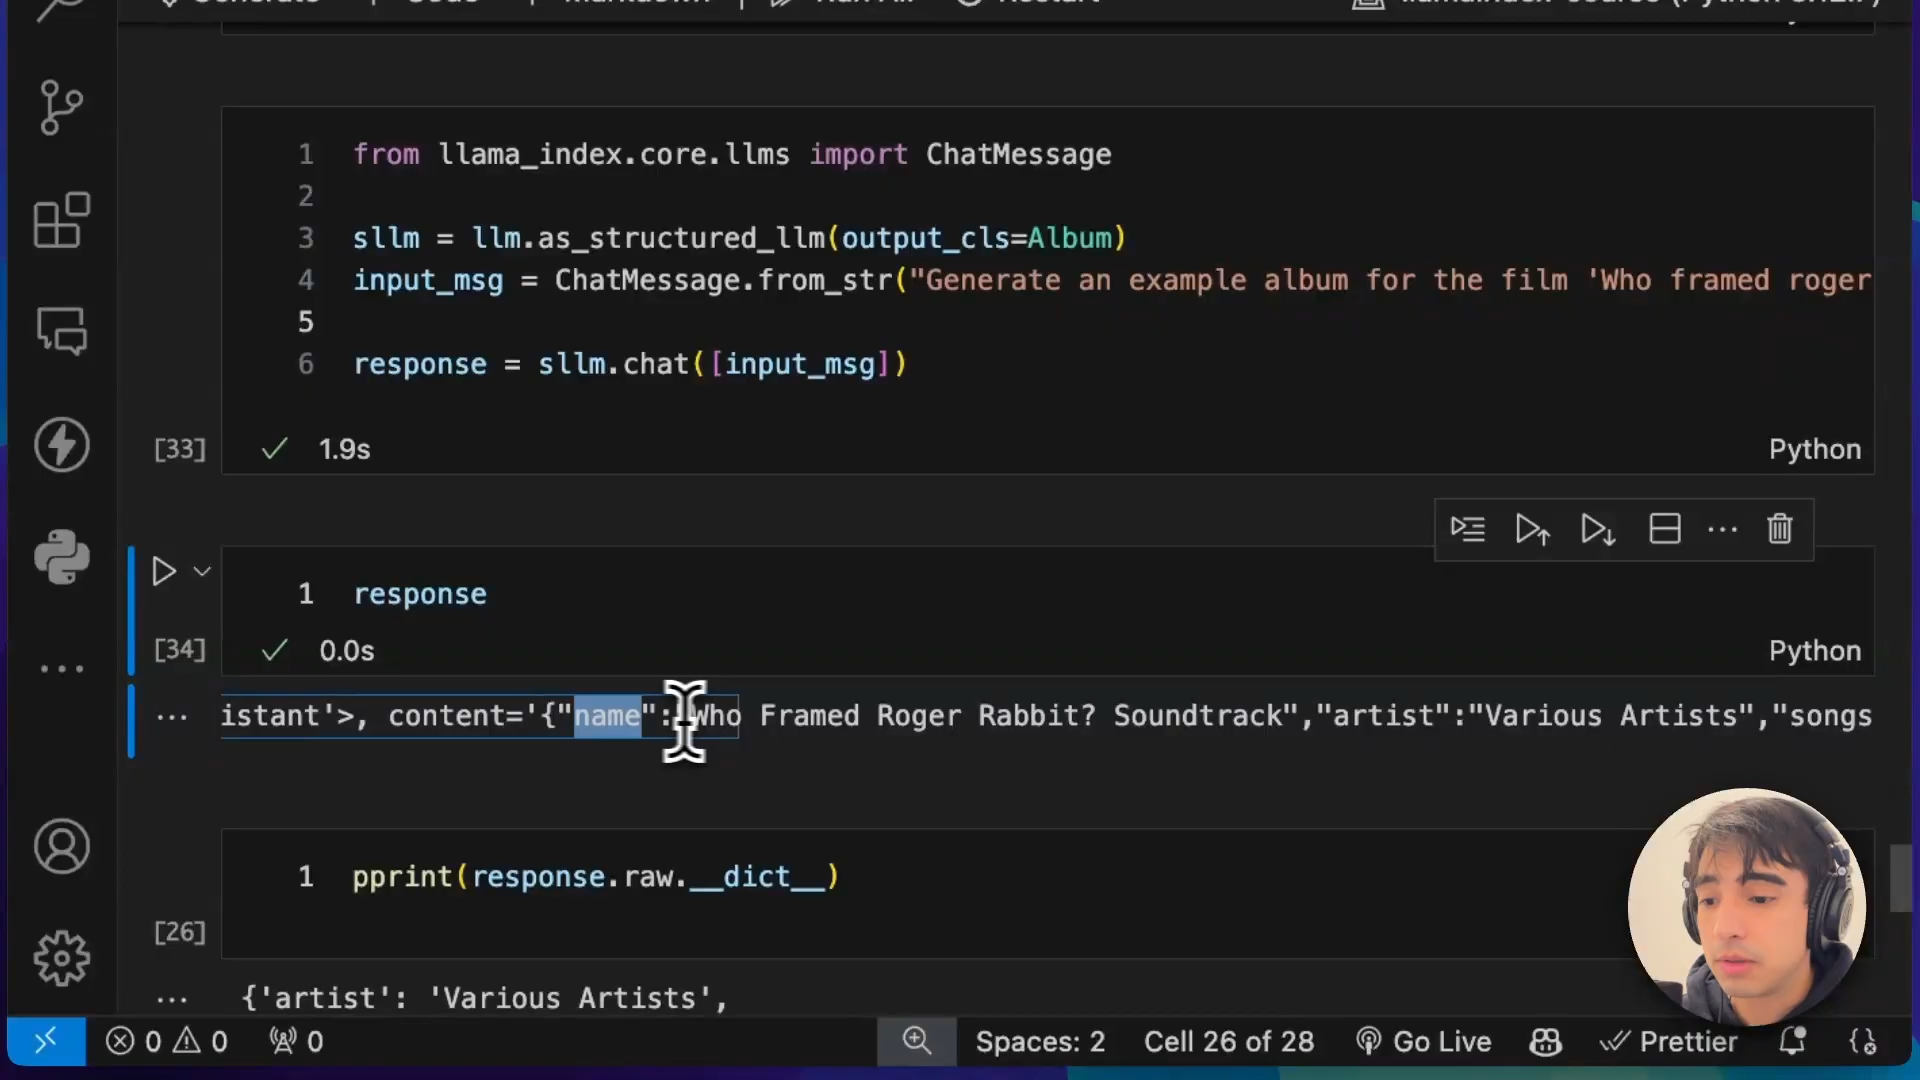 1 from llama_index.core.llms import ChatMessage
2
3 sllm = llm.as_structured_llm(output_cls=Album)
4 input_msg = ChatMessage.from_str("Generate an example album for the film 'Who framed roger
5
6 response = sllm.chat([input_msg])
[33] 1.9s Python
1 response
[34] 0.0s Python
istant'>, content='{"name":"Who Framed Roger Rabbit? Soundtrack","artist":"Various Artists","songs
1 pprint(response.raw.__dict__)
[26]
{'artist': 'Various Artists',
0 0 0 Spaces: 2 Cell 26 of 28 Go Live Prettier